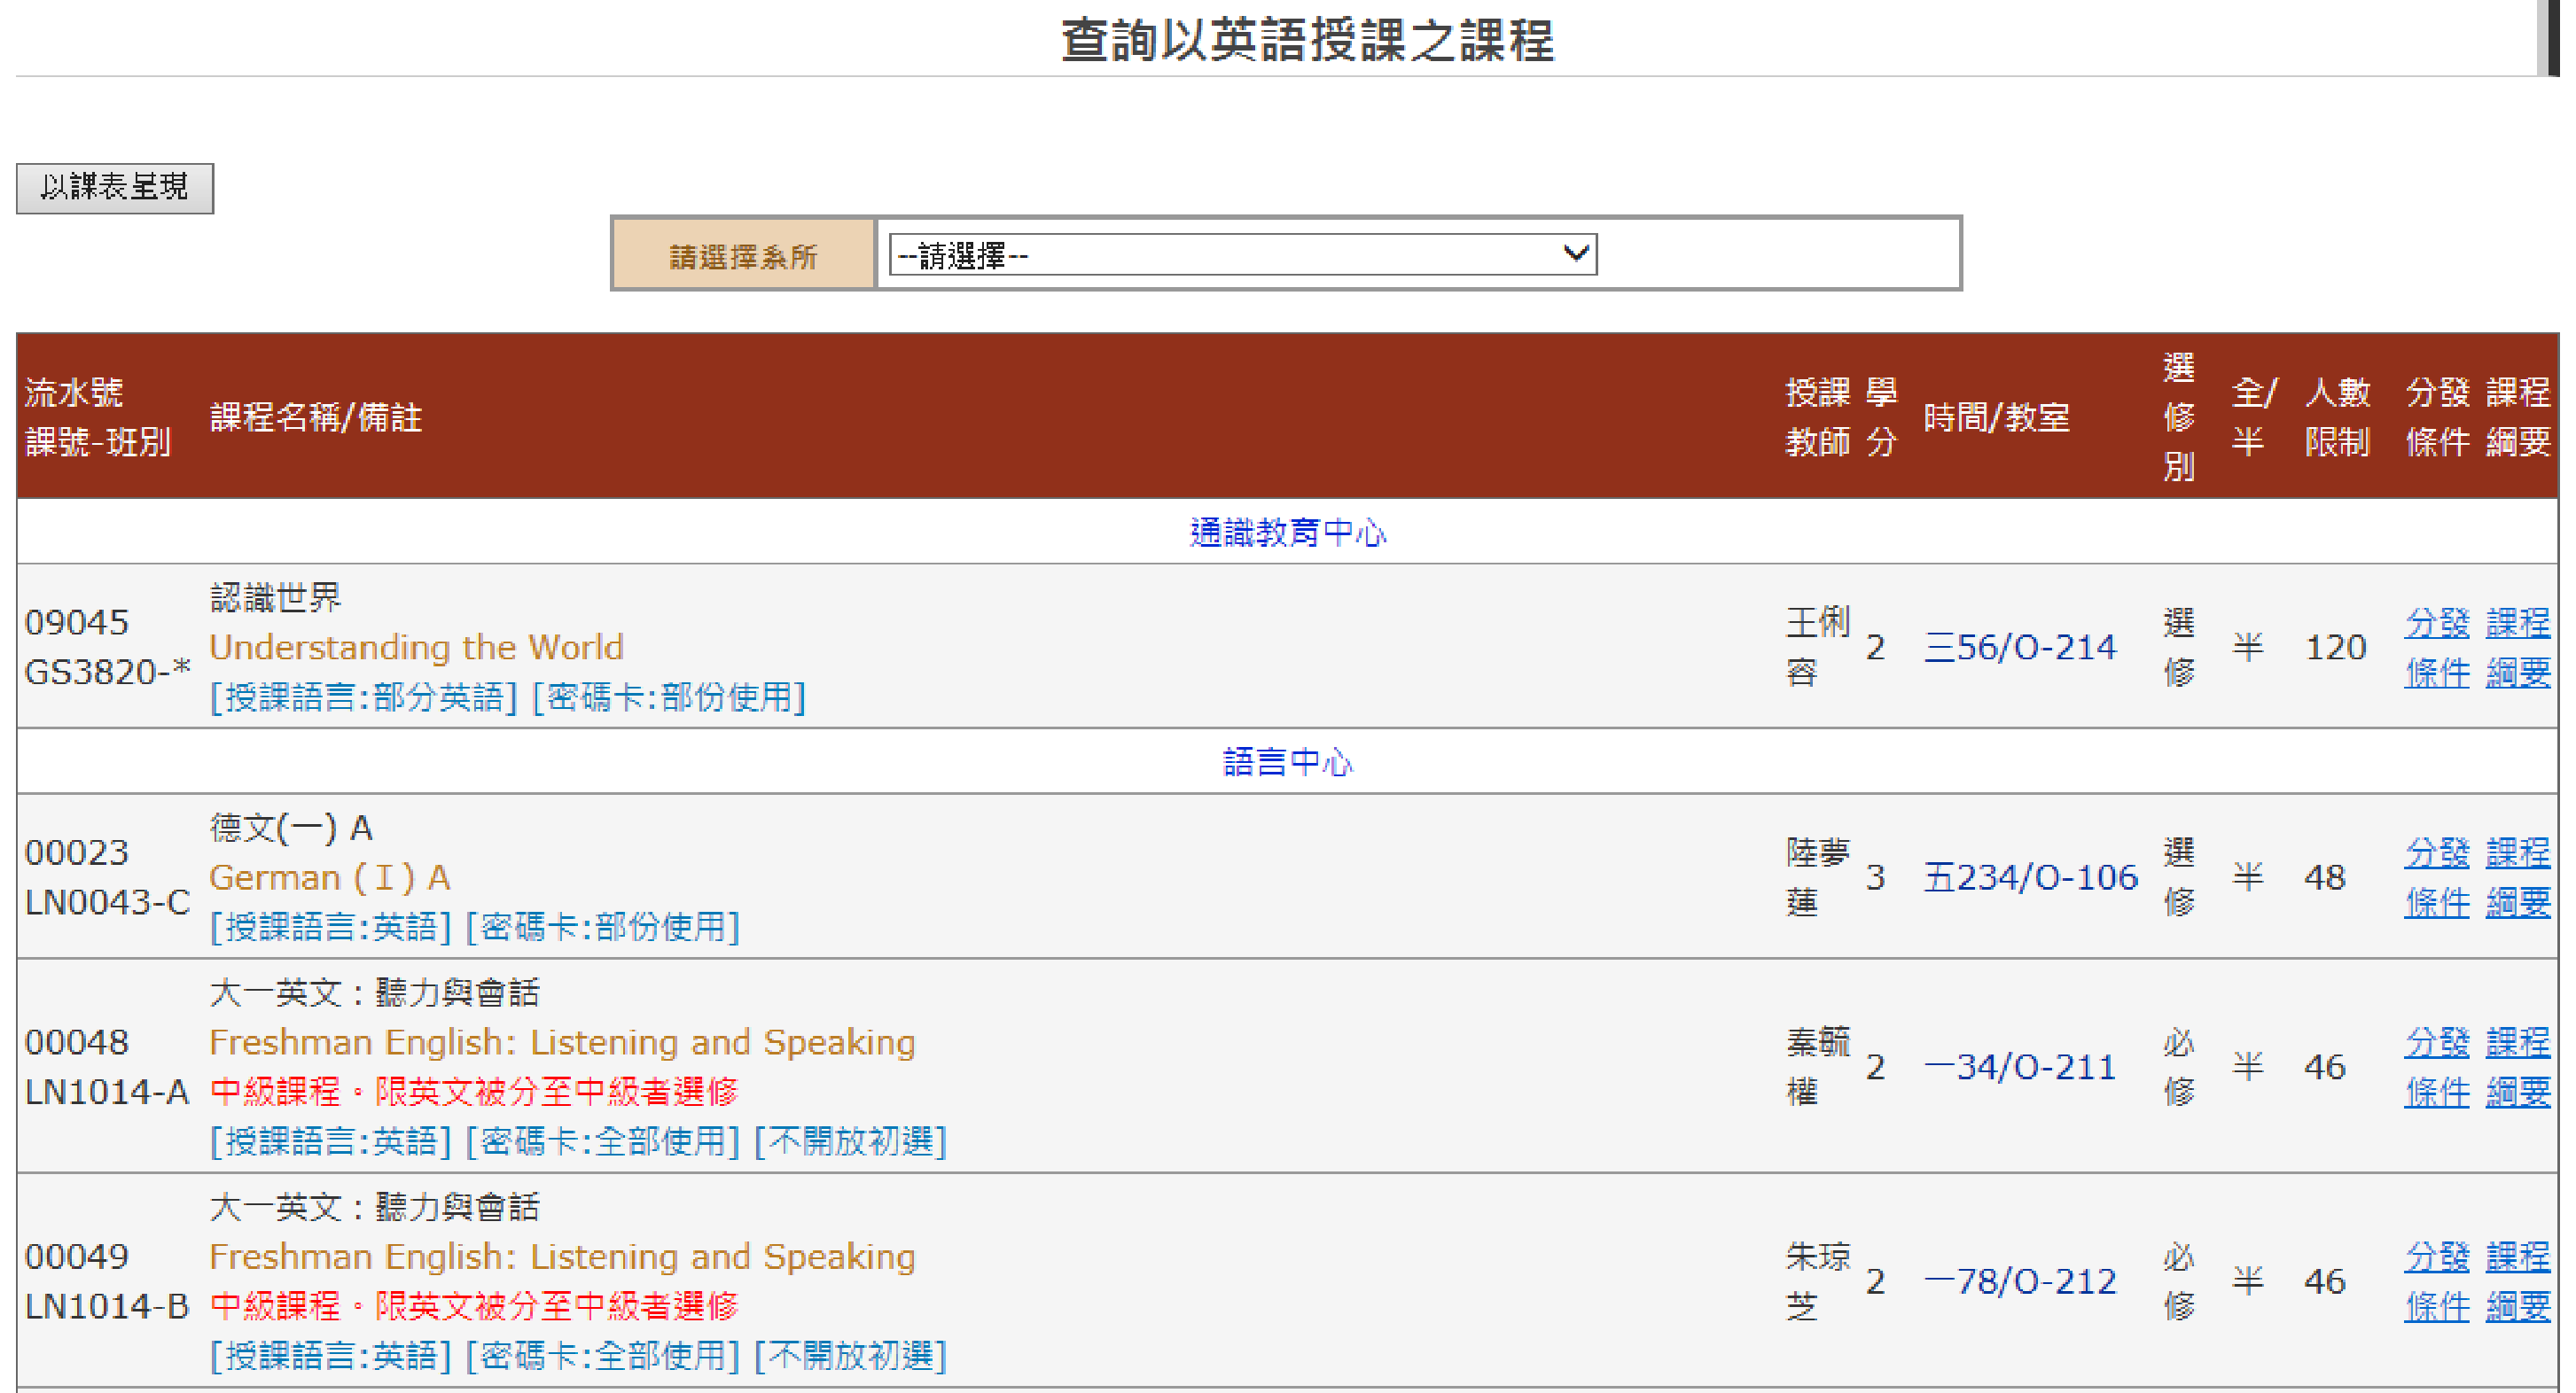 查詢以英語授課之課程
以課表呈現
請選擇系所 --請選擇--
流水號 課號-班別 課程名稱/備註 授課教師 學分 時間/教室 選修別 全/半 人數限制 分發條件 課程綱要
通識教育中心
09045 GS3820-* 認識世界
Understanding the World
[授課語言:部分英語] [密碼卡:部份使用]
王俐容 2 三56/O-214 選修 半 120 分發條件 課程綱要
語言中心
00023 LN0043-C 德文(一) A
German (Ⅰ) A
[授課語言:英語] [密碼卡:部份使用]
陸夢蓮 3 五234/O-106 選修 半 48 分發條件 課程綱要
00048 LN1014-A 大一英文：聽力與會話
Freshman English: Listening and Speaking
中級課程。限英文被分至中級者選修
[授課語言:英語] [密碼卡:全部使用] [不開放初選]
秦毓權 2 一34/O-211 必修 半 46 分發條件 課程綱要
00049 LN1014-B 大一英文：聽力與會話
Freshman English: Listening and Speaking
中級課程。限英文被分至中級者選修
[授課語言:英語] [密碼卡:全部使用] [不開放初選]
朱琼芝 2 一78/O-212 必修 半 46 分發條件 課程綱要